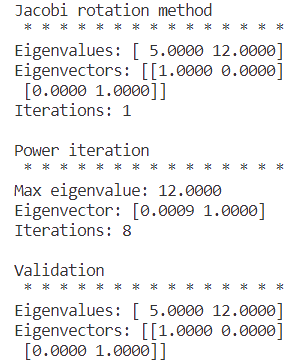 Jacobi rotation method
* * * * * * * * * * * * * * *
Eigenvalues: [ 5.0000 12.0000]
Eigenvectors: [[1.0000 0.0000]
[0.0000 1.0000]]
Iterations: 1
Power iteration
* * * * * * * * * * * * * * *
Max eigenvalue: 12.0000
Eigenvector: [0.0009 1.0000]
Iterations: 8
Validation
* * * * * * * * * * * * * * *
Eigenvalues: [ 5.0000 12.0000]
Eigenvectors: [[1.0000 0.0000]
[0.0000 1.0000]]